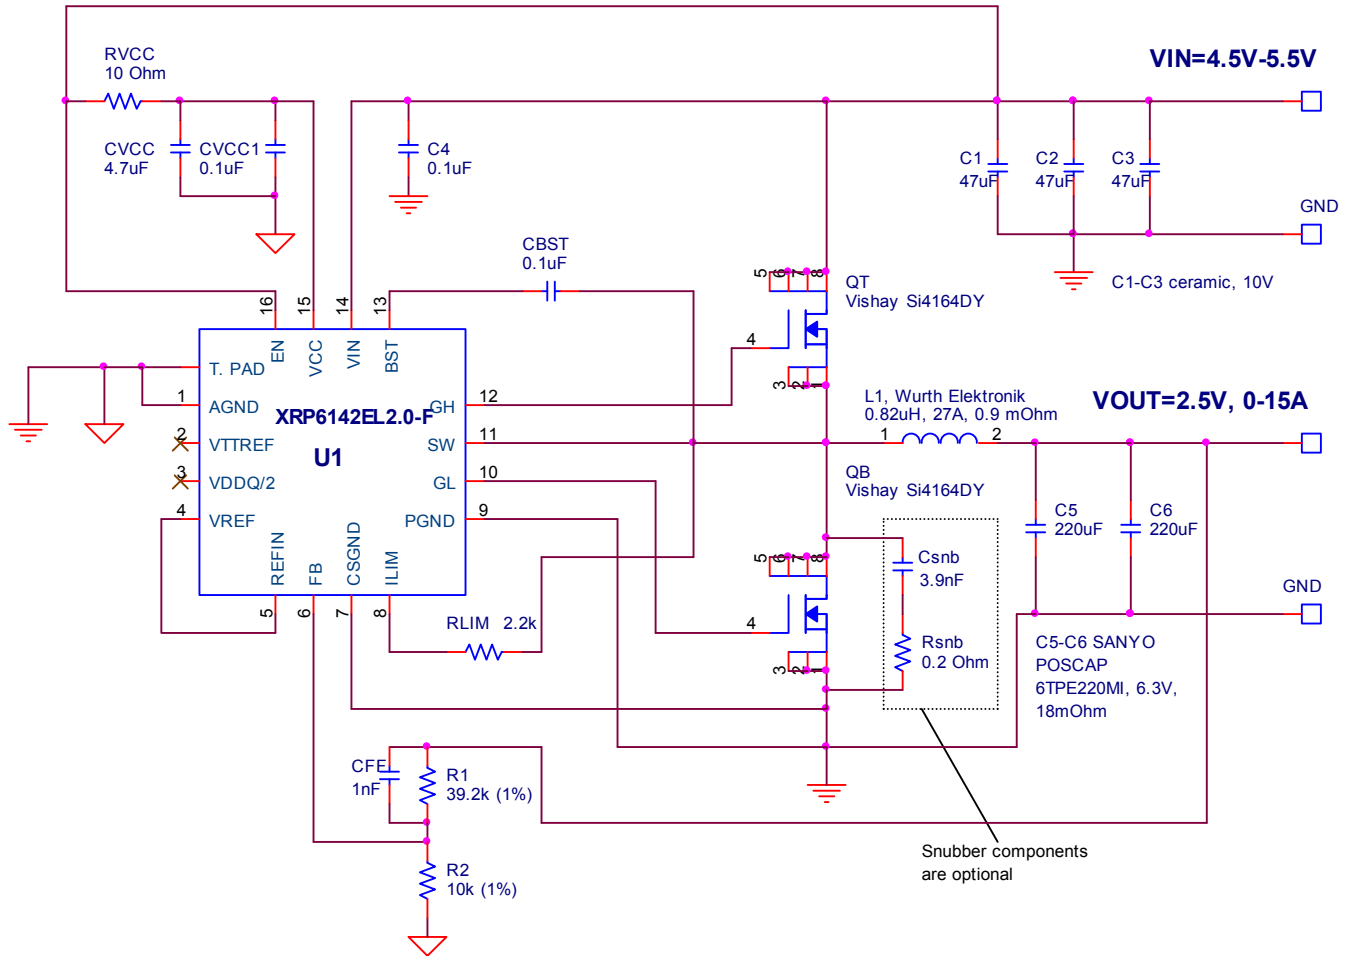 RVCC
10 Ohm
VIN=4.5V-5.5V
CVCC
4.7uF
CVCC1
0.1uF
C4
0.1uF
C1
47uF
C2
47uF
C3
47uF
GND
C1-C3 ceramic, 10V
CBST
0.1uF
16
15
14
13
EN
VCC
VIN
BST
5
6
7
8
QT
Vishay Si4164DY
4
3
2
1
T. PAD
1
AGND
2
VTTREF
3
VDDQ/2
4
VREF
XRP6142EL2.0-F
U1
GH
12
SW
11
GL
10
PGND
9
REFIN
FB
CSGND
ILIM
5
6
7
8
L1, Wurth Elektronik
0.82uH, 27A, 0.9 mOhm
1
2
VOUT=2.5V, 0-15A
QB
Vishay Si4164DY
5
6
7
8
4
3
2
1
Csnb
3.9nF
Rsnb
0.2 Ohm
C5
220uF
C6
220uF
GND
C5-C6 SANYO
POSCAP
6TPE220MI, 6.3V,
18mOhm
RLIM 2.2k
CFF
1nF
R1
39.2k (1%)
R2
10k (1%)
Snubber components
are optional